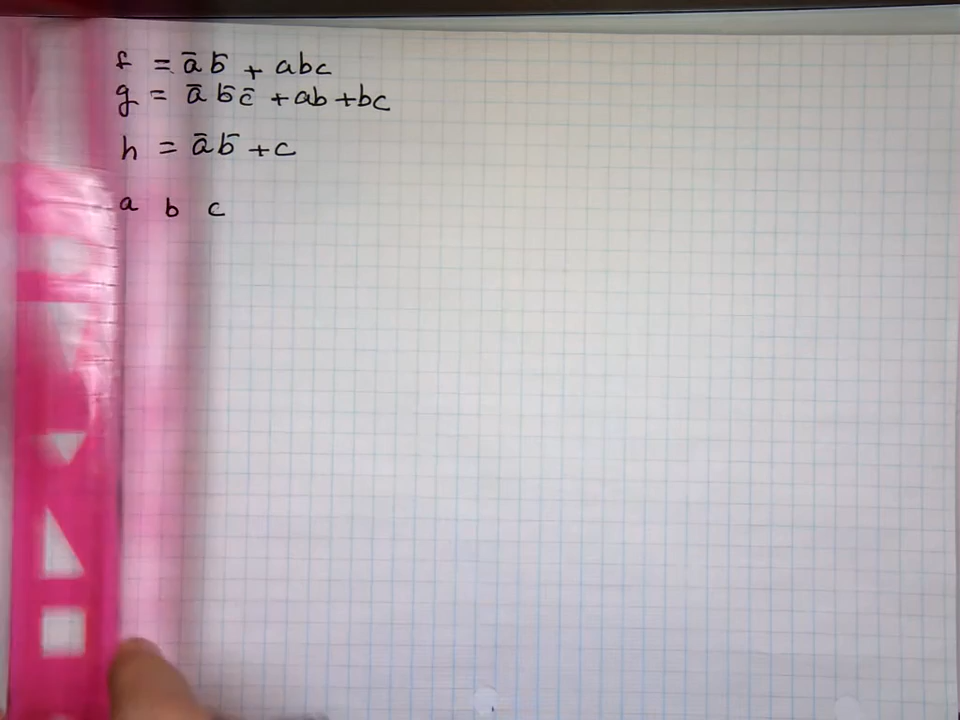 f = āb̄ + abc
g = āb̄c̄ + ab + bc
h = āb̄ + c
a b c